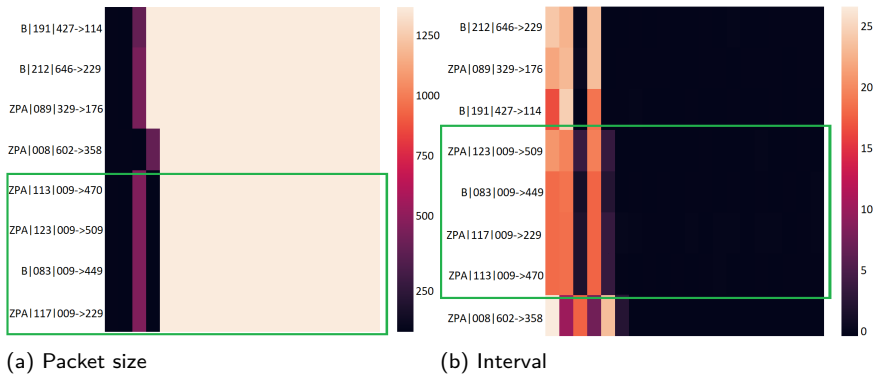 B|191|427->114
B|212|646->229
ZPA|089|329->176
ZPA|008|602->358
ZPA|113|009->470
ZPA|123|009->509
B|083|009->449
ZPA|117|009->229
1250
1000
750
500
250
(a) Packet size
B|212|646->229
ZPA|089|329->176
B|191|427->114
ZPA|123|009->509
B|083|009->449
ZPA|117|009->229
ZPA|113|009->470
ZPA|008|602->358
25
20
15
10
5
0
(b) Interval